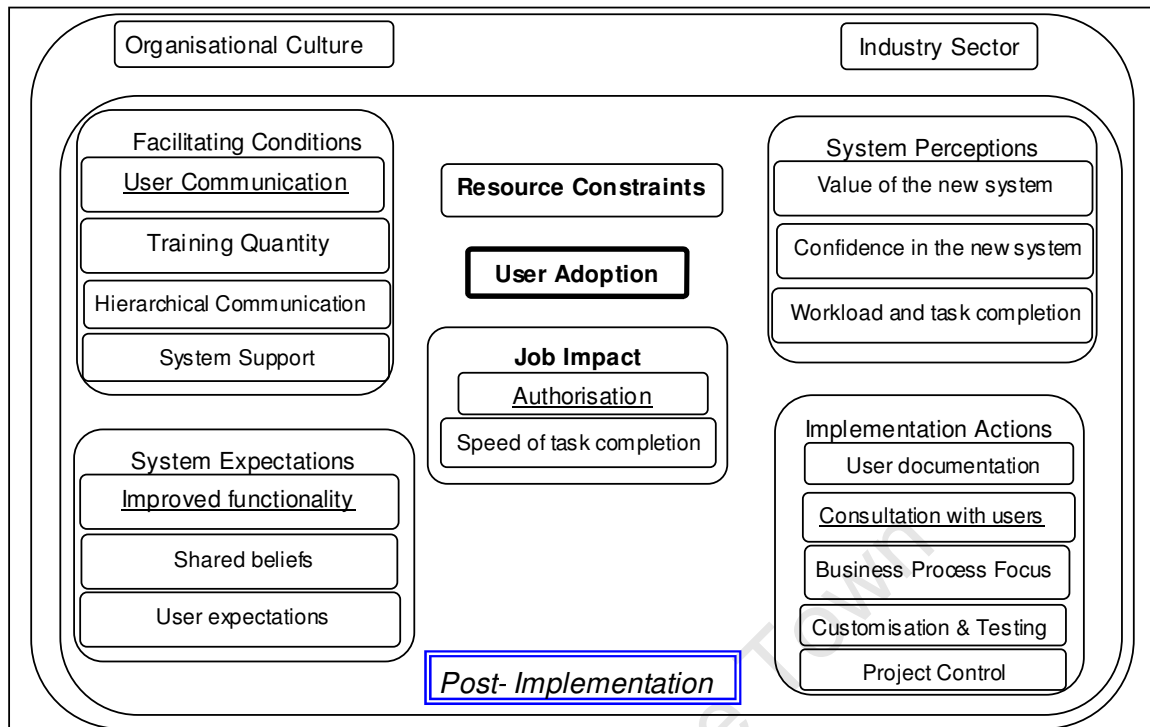 Organisational Culture
Industry Sector
Facilitating Conditions
User Communication
Training Quantity
Hierarchical Communication
System Support
System Expectations
Improved functionality
Shared beliefs
User expectations
Resource Constraints
User Adoption
Job Impact
Authorisation
Speed of task completion
Post- Implementation
System Perceptions
Value of the new system
Confidence in the new system
Workload and task completion
Implementation Actions
User documentation
Consultation with users
Business Process Focus
Customisation & Testing
Project Control
Town